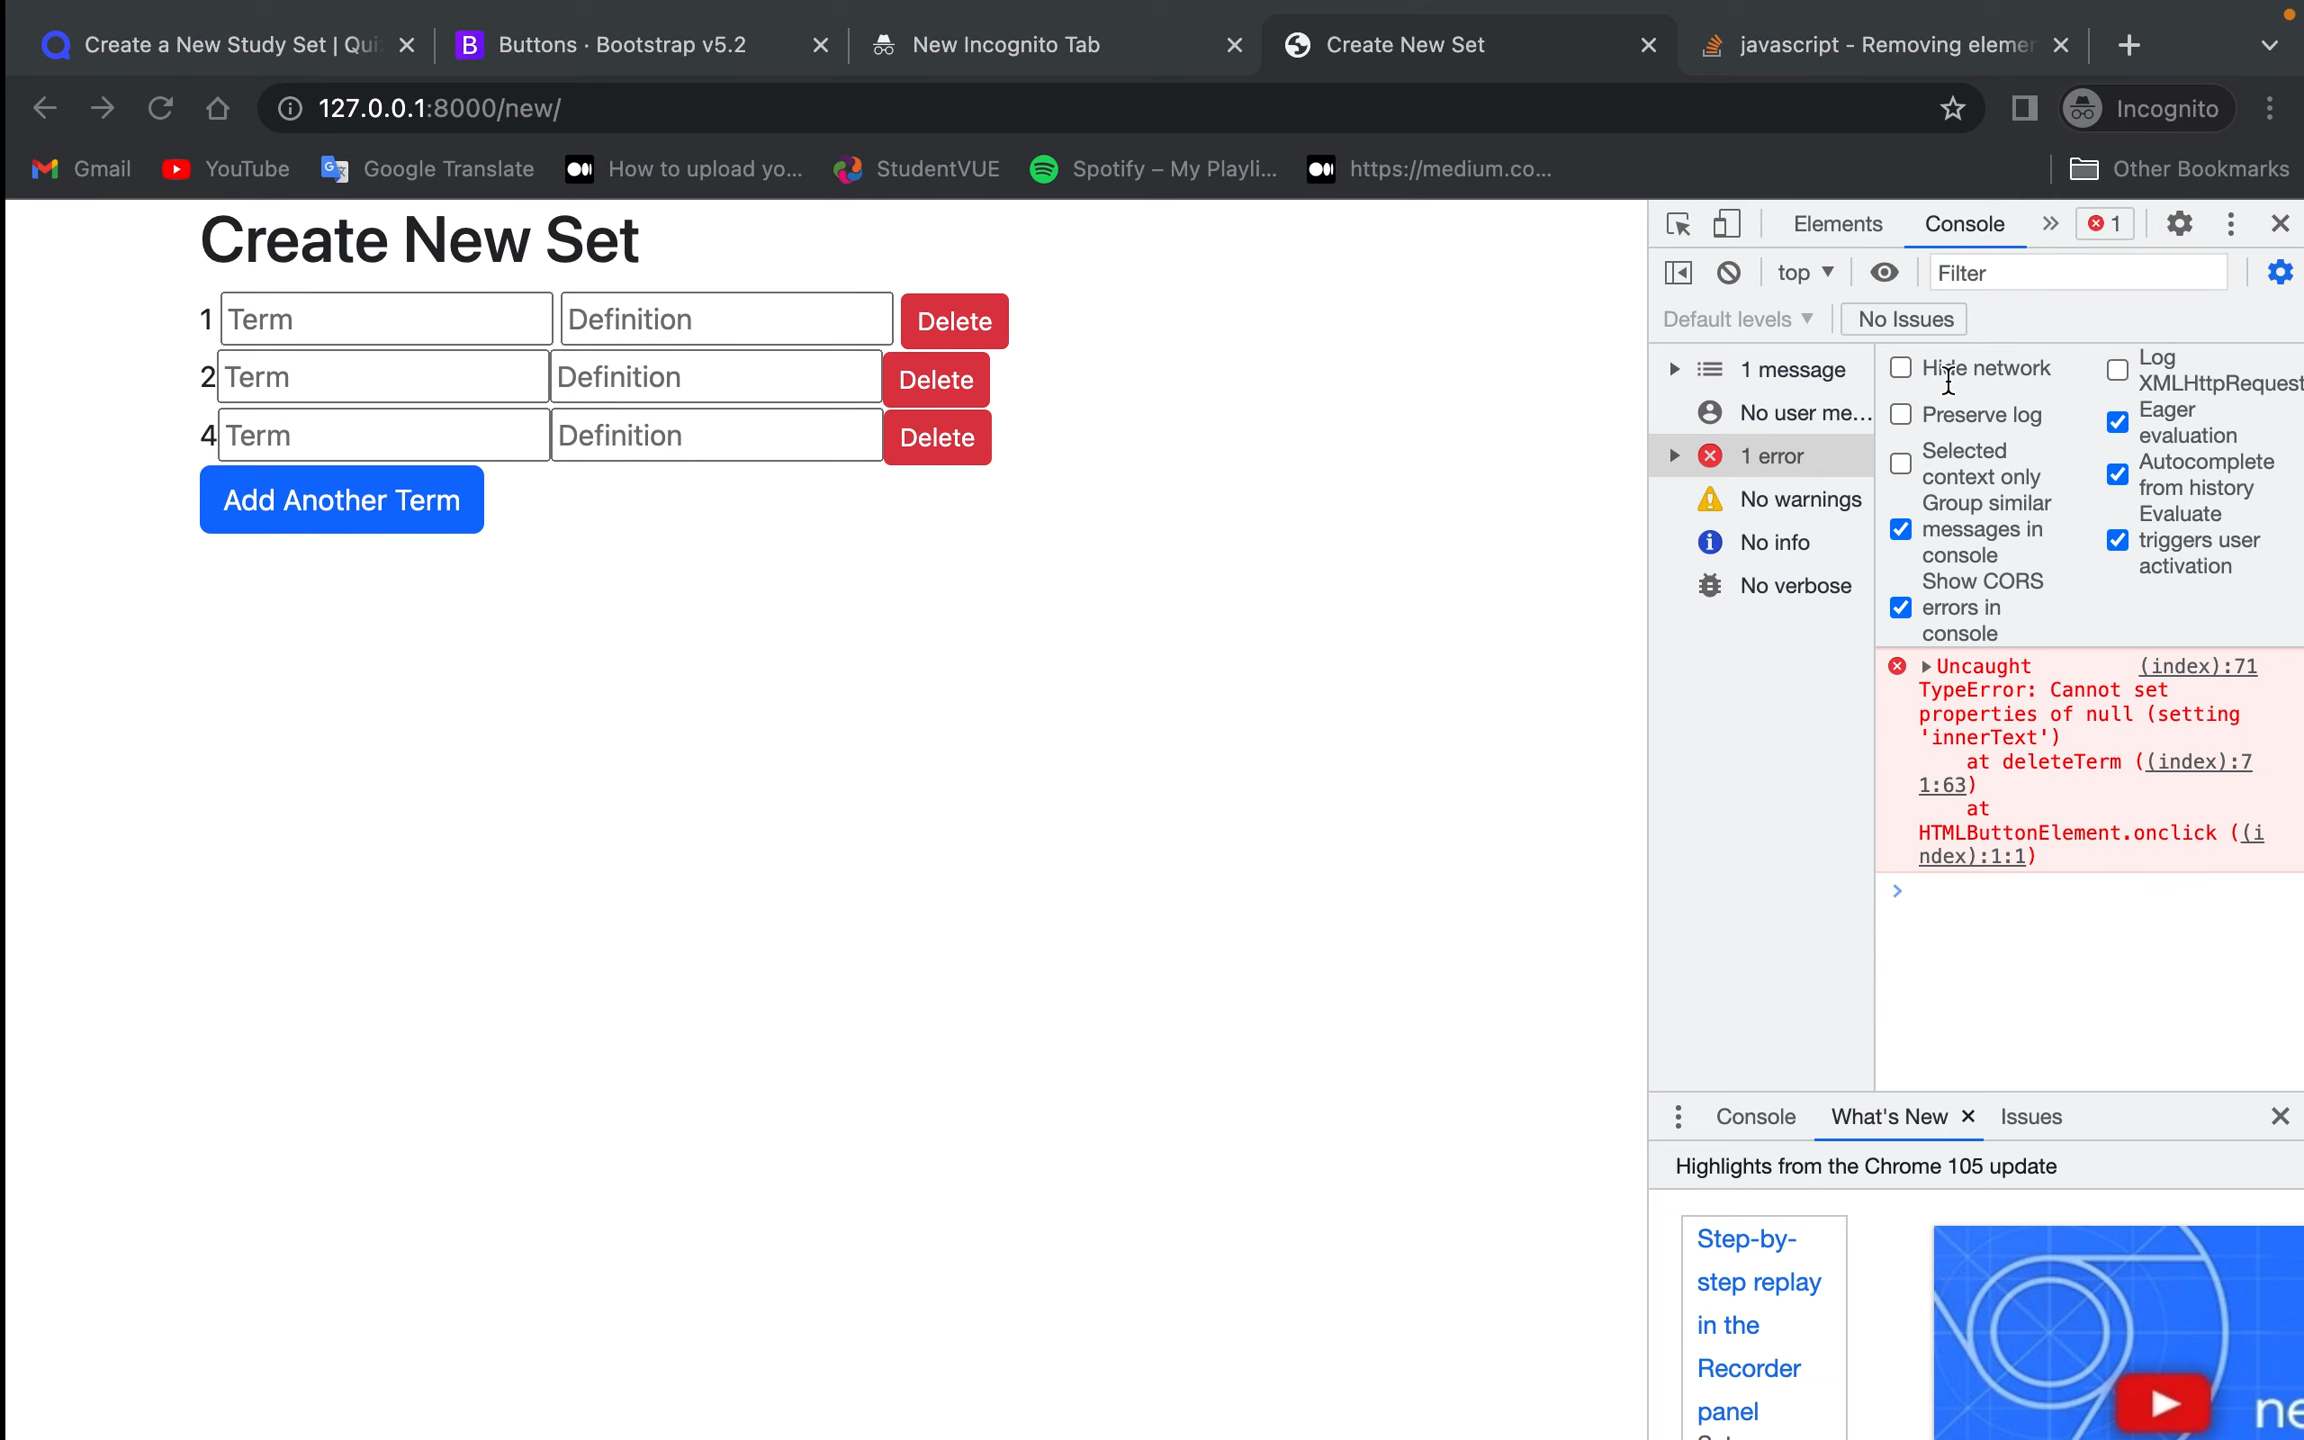 Create a New Study Set | Qui
Buttons · Bootstrap v5.2
New Incognito Tab
Create New Set
javascript - Removing elemen
127.0.0.1:8000/new/
Incognito
Gmail
YouTube
Google Translate
How to upload yo...
StudentVUE
Spotify – My Playli...
https://medium.co...
Other Bookmarks
Create New Set
1 Term Definition Delete
2 Term Definition Delete
4 Term Definition Delete
Add Another Term
Elements Console 1
top Filter
Default levels No Issues
1 message
No user me...
1 error
No warnings
No info
No verbose
Hide network
Preserve log
Selected
context only
Group similar
messages in
console
Show CORS
errors in
console
Log
XMLHttpRequest
Eager
evaluation
Autocomplete
from history
Evaluate
triggers user
activation
Uncaught (index):71
TypeError: Cannot set
properties of null (setting
'innerText')
at deleteTerm ((index):7
1:63)
at
HTMLButtonElement.onclick ((i
ndex):1:1)
Console What's New Issues
Highlights from the Chrome 105 update
Step-by-
step replay
in the
Recorder
panel
ne